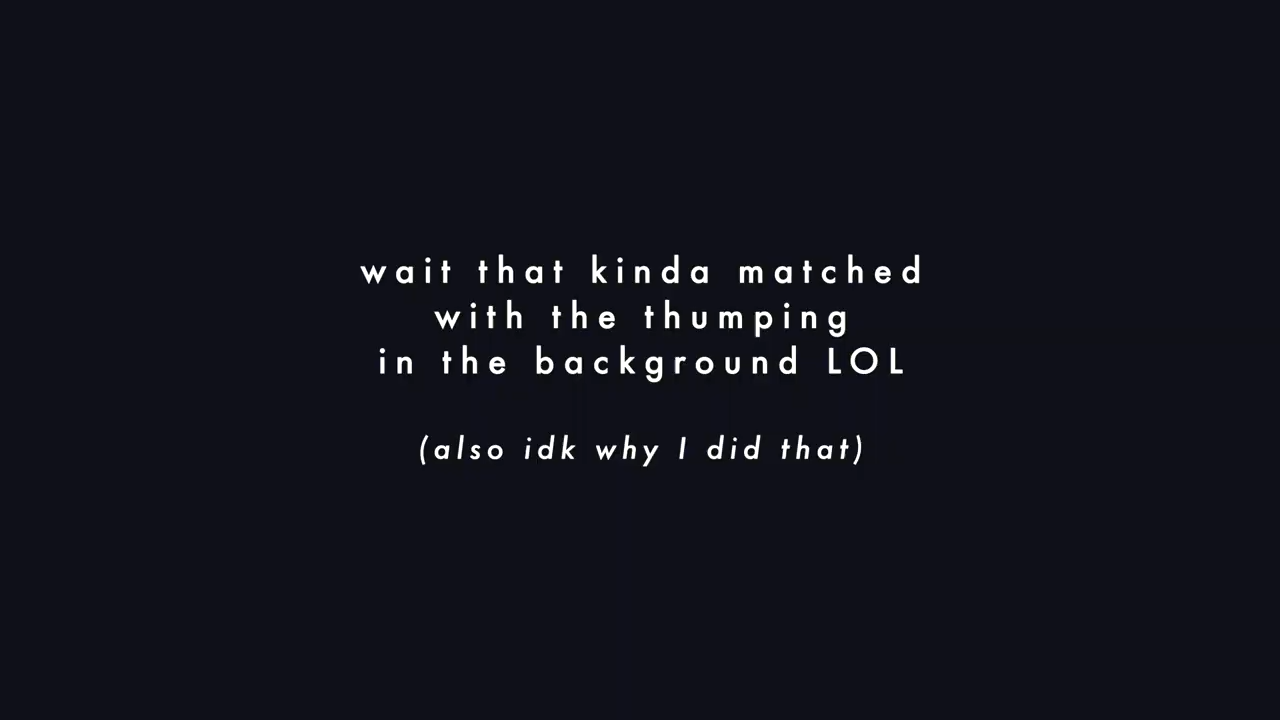 wait that kinda matched
with the thumping
in the background LOL
(also idk why I did that)